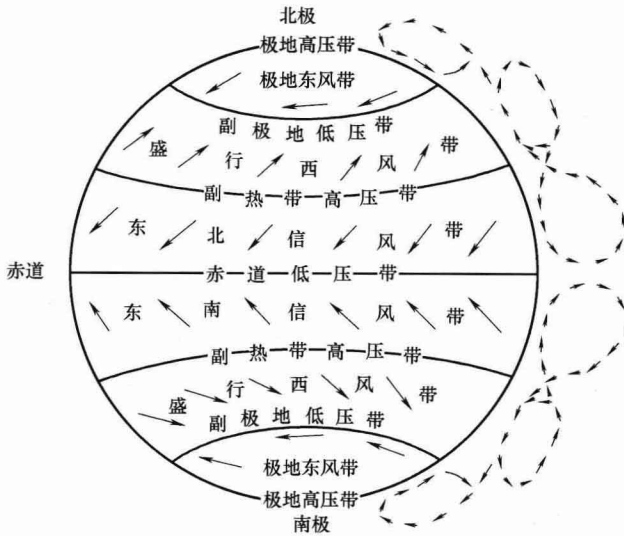 北极
极地高压带
极地东风带
副极地低压带
盛行西风带
副热带高压带
东北信风带
赤道
赤道低压带
东南信风带
副热带高压带
盛行西风带
副极地低压带
极地东风带
极地高压带
南极